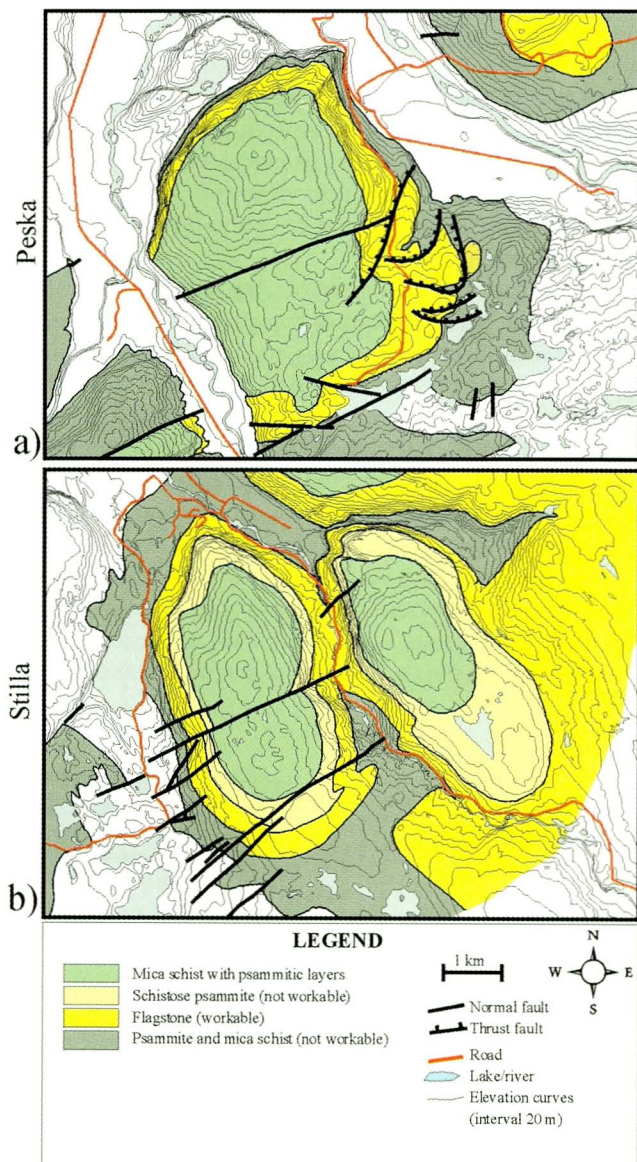 Peska
a)
Stilla
b)
LEGEND
Mica schist with psammitic layers
Schistose psammite (not workable)
Flagstone (workable)
Psammite and mica schist (not workable)
1 km
N
W E
S
Normal fault
Thrust fault
Road
Lake/river
Elevation curves
(interval 20 m)